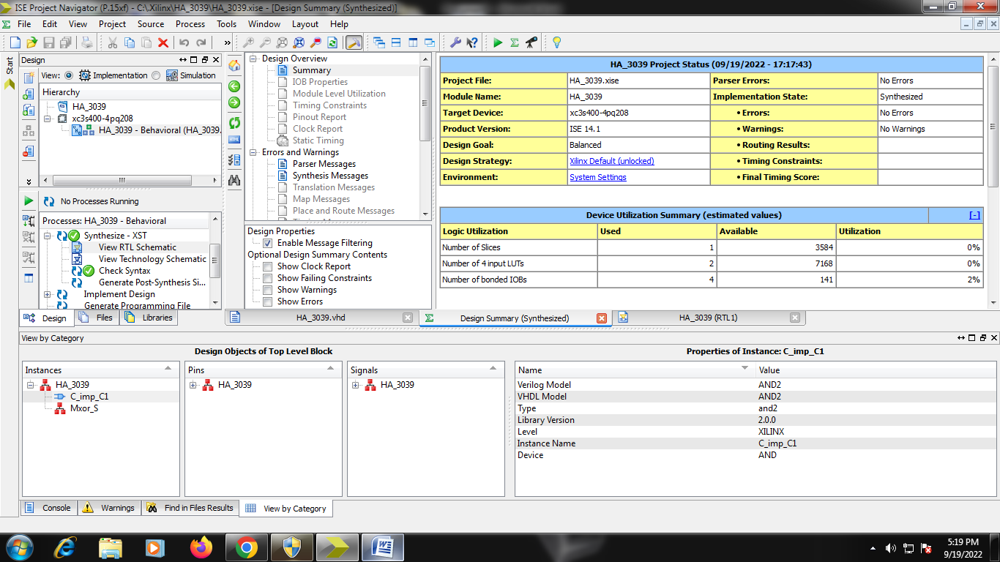 ISE Project Navigator (P.15xf) - C:\.Xilinx\HA_3039\HA_3039.xise - [Design Summary (Synthesized)]
File Edit View Project Source Process Tools Window Layout Help
Start
Design
View: Implementation Simulation
Hierarchy
HA_3039
xc3s400-4pq208
HA_3039 - Behavioral (HA_3039.
No Processes Running
Processes: HA_3039 - Behavioral
Synthesize - XST
View RTL Schematic
View Technology Schematic
Check Syntax
Generate Post-Synthesis Si...
Implement Design
Generate Programming File
Design Files Libraries
Design Overview
Summary
IOB Properties
Module Level Utilization
Timing Constraints
Pinout Report
Clock Report
Static Timing
Errors and Warnings
Parser Messages
Synthesis Messages
Translation Messages
Map Messages
Place and Route Messages
Design Properties
Enable Message Filtering
Optional Design Summary Contents
Show Clock Report
Show Failing Constraints
Show Warnings
Show Errors
HA_3039 Project Status (09/19/2022 - 17:17:43)
Project File: HA_3039.xise Parser Errors: No Errors
Module Name: HA_3039 Implementation State: Synthesized
Target Device: xc3s400-4pq208 • Errors: No Errors
Product Version: ISE 14.1 • Warnings: No Warnings
Design Goal: Balanced • Routing Results:
Design Strategy: Xilinx Default (unlocked) • Timing Constraints:
Environment: System Settings • Final Timing Score:
Device Utilization Summary (estimated values) [-]
Logic Utilization Used Available Utilization
Number of Slices 1 3584 0%
Number of 4 input LUTs 2 7168 0%
Number of bonded IOBs 4 141 2%
HA_3039.vhd Design Summary (Synthesized) HA_3039 (RTL1)
View by Category
Design Objects of Top Level Block
Instances
HA_3039
C_imp_C1
Mxor_S
Pins
HA_3039
Signals
HA_3039
Properties of Instance: C_imp_C1
Name Value
Verilog Model AND2
VHDL Model AND2
Type and2
Library Version 2.0.0
Level XILINX
Instance Name C_imp_C1
Device AND
Console Warnings Find in Files Results View by Category
5:19 PM
9/19/2022